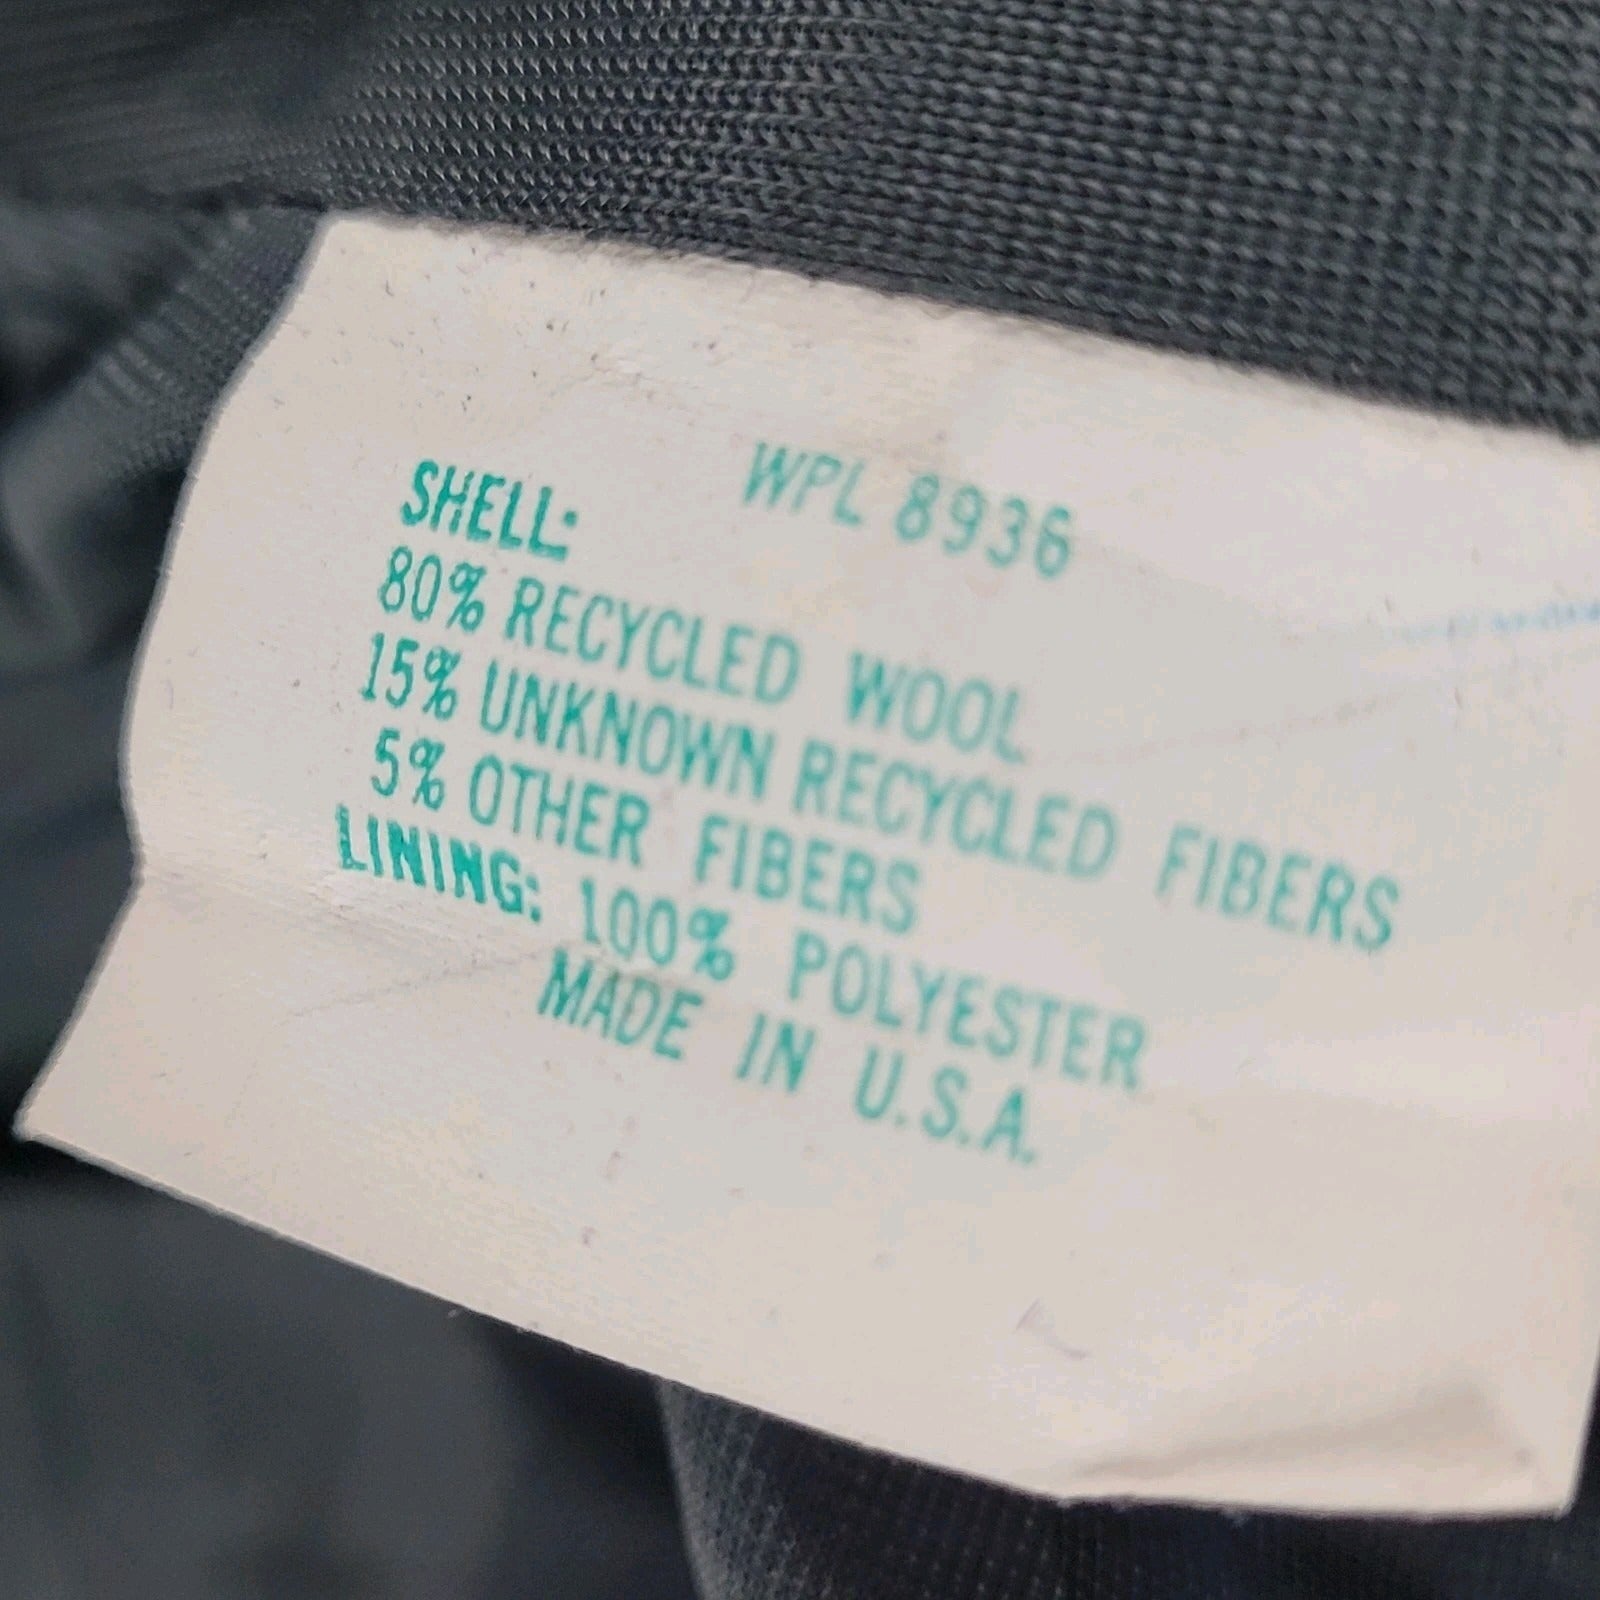 WPL 8936
SHELL:
80% RECYCLED WOOL
15% UNKNOWN RECYCLED FIBERS
5% OTHER FIBERS
LINING: 100% POLYESTER
MADE IN U.S.A.